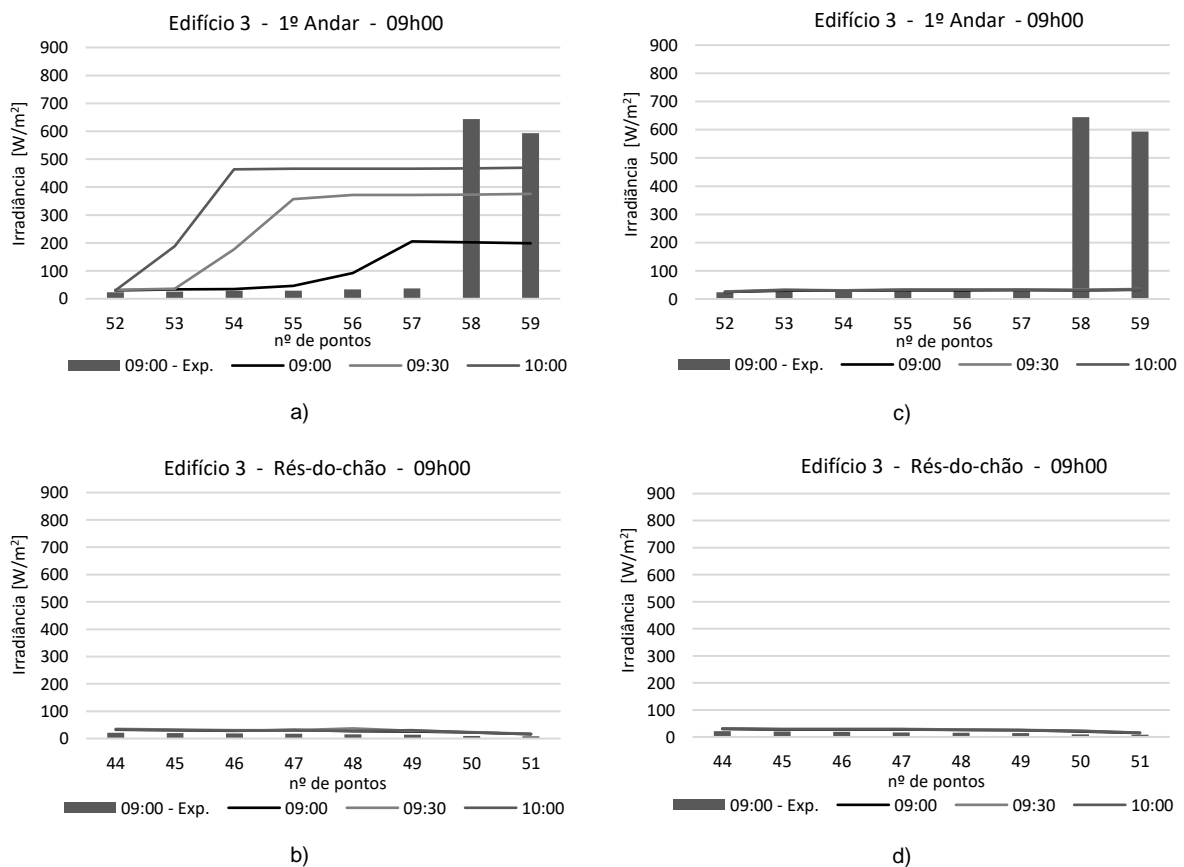 Edifício 3 - 1º Andar - 09h00
Irradiância [W/m²]
900
800
700
600
500
400
300
200
100
0
52 53 54 55 56 57 58 59
nº de pontos
09:00 - Exp. 09:00 09:30 10:00
a)
Edifício 3 - 1º Andar - 09h00
Irradiância [W/m²]
900
800
700
600
500
400
300
200
100
0
52 53 54 55 56 57 58 59
nº de pontos
09:00 - Exp. 09:00 09:30 10:00
c)
Edifício 3 - Rés-do-chão - 09h00
Irradiância [W/m²]
900
800
700
600
500
400
300
200
100
0
44 45 46 47 48 49 50 51
nº de pontos
09:00 - Exp. 09:00 09:30 10:00
b)
Edifício 3 - Rés-do-chão - 09h00
Irradiância [W/m²]
900
800
700
600
500
400
300
200
100
0
44 45 46 47 48 49 50 51
nº de pontos
09:00 - Exp. 09:00 09:30 10:00
d)